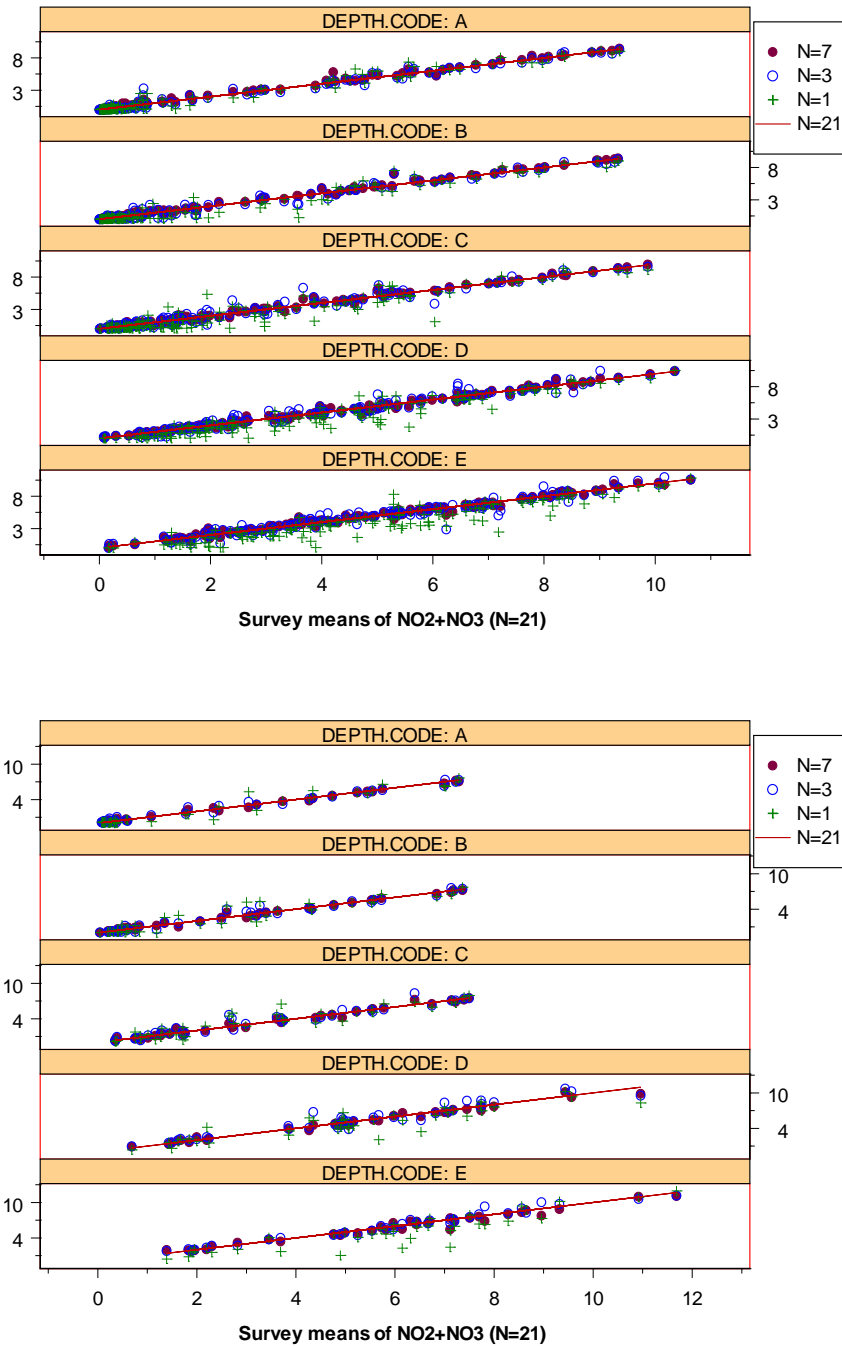 DEPTH.CODE: A
8
3
N=7
N=3
N=1
N=21
DEPTH.CODE: B
8
3
DEPTH.CODE: C
8
3
DEPTH.CODE: D
8
3
DEPTH.CODE: E
8
3
0 2 4 6 8 10
Survey means of NO2+NO3 (N=21)
DEPTH.CODE: A
10
4
N=7
N=3
N=1
N=21
DEPTH.CODE: B
10
4
DEPTH.CODE: C
10
4
DEPTH.CODE: D
10
4
DEPTH.CODE: E
10
4
0 2 4 6 8 10 12
Survey means of NO2+NO3 (N=21)